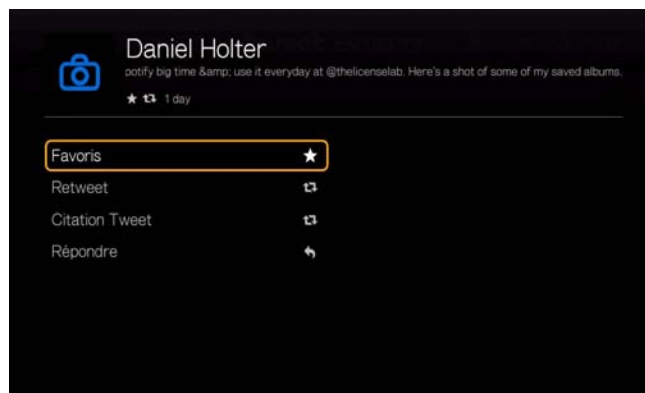 Daniel Holter
potify big time &amp; use it everyday at @thelicenselab. Here's a shot of some of my saved albums.
1 day
Favoris
Retweet
Citation Tweet
Répondre